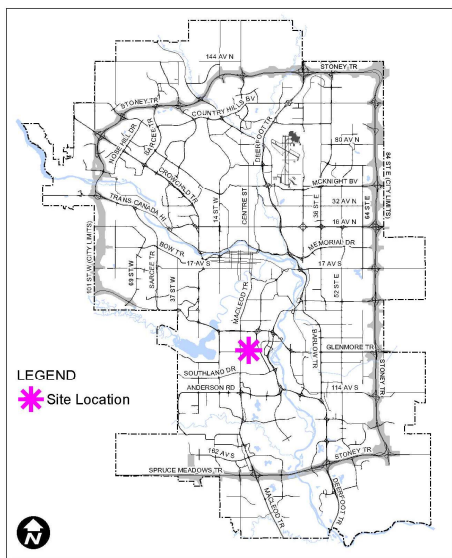 144 AV N
STONEY TR
STONEY TR
COUNTRY HILLS BV
SARCEE TR
NOSE HILL DR
DEERFOOT TR
80 AV N
CROWCHILD TR
14 ST W
CENTRE ST
MCKNIGHT BV
36 ST E
32 AV N
16 AV N
84 ST E (CITY LIMITS)
64 ST E
TRANS CANADA HI
BOW TR
MEMORIAL DR
17 AV S
17 AV S
101 ST W (CITY LIMITS)
69 ST W
SARCEE TR
37 ST W
MACLEOD TR
52 ST E
BARLOW TR
GLENMORE TR
STONEY TR
SOUTHLAND DR
ANDERSON RD
114 AV S
LEGEND
Site Location
162 AV S
STONEY TR
SPRUCE MEADOWS TR
MACLEOD TR
DEERFOOT TR
N